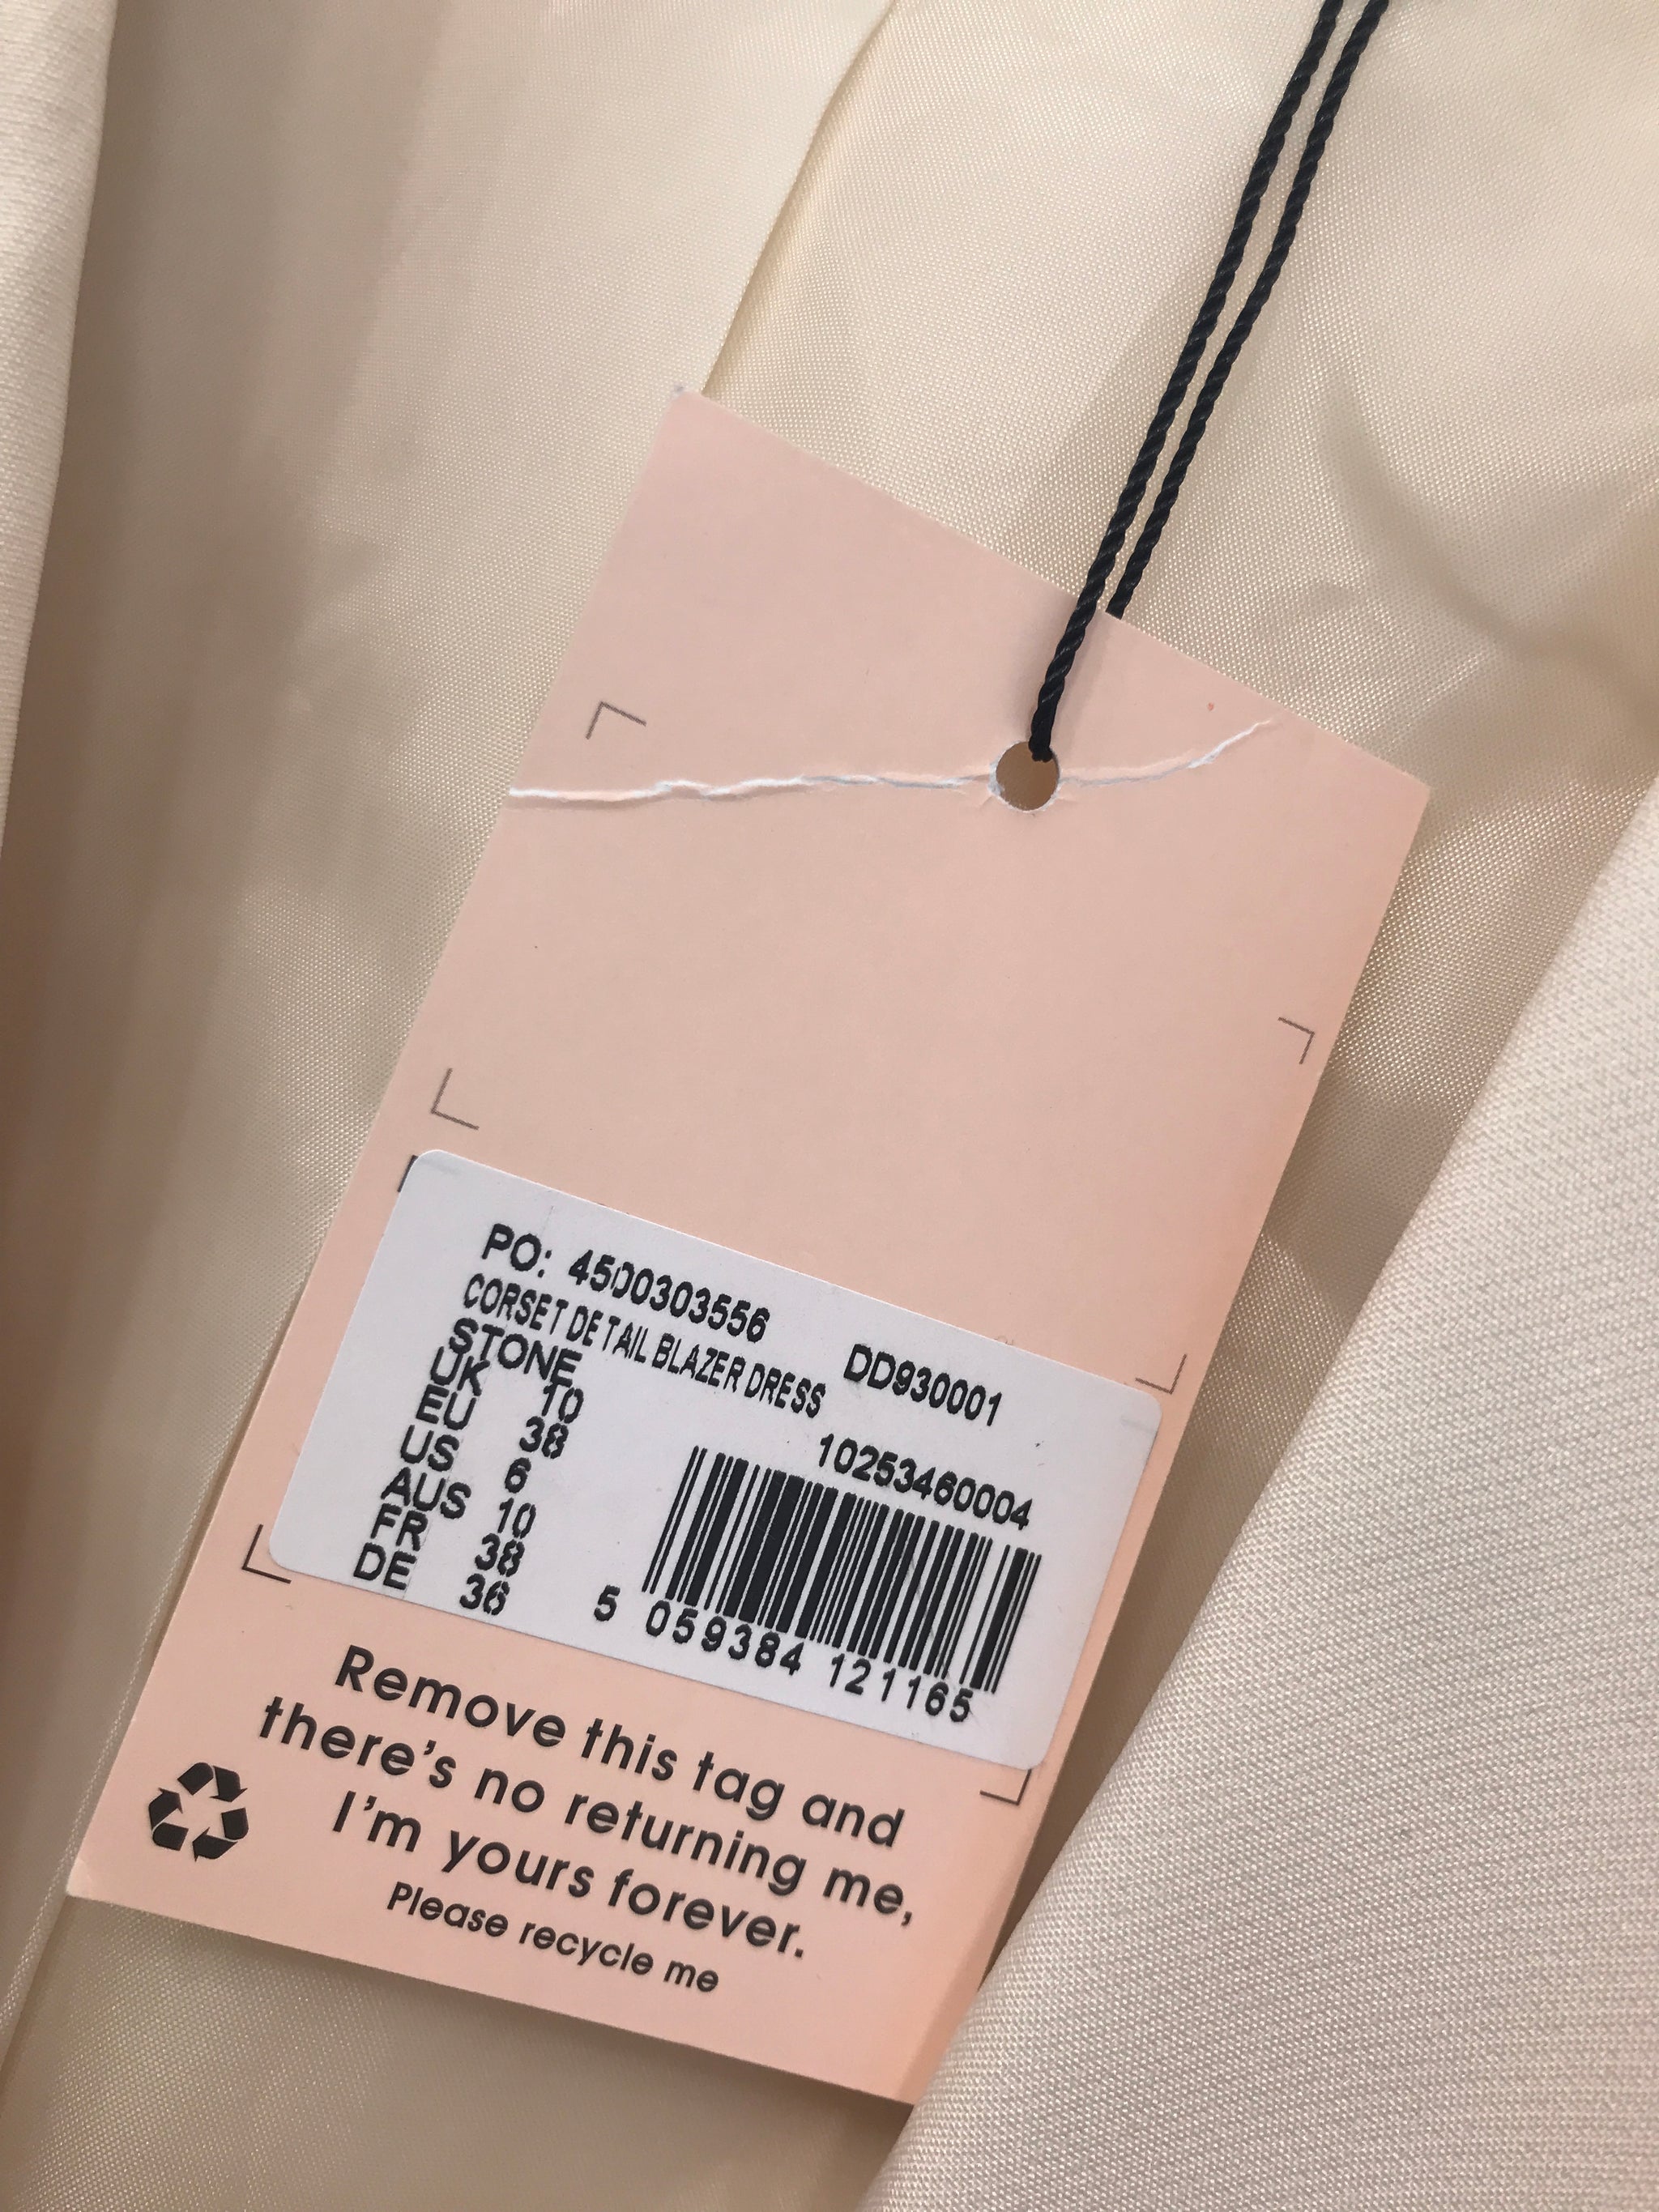 PO: 4500303556 DD930001
CORSET DETAIL BLAZER DRESS
STONE 10253460004
UK 10
EU 38
US 6
AUS 10
FR 38
DE 36
5 059384 121165
Remove this tag and
there's no returning me,
I'm yours forever.
Please recycle me